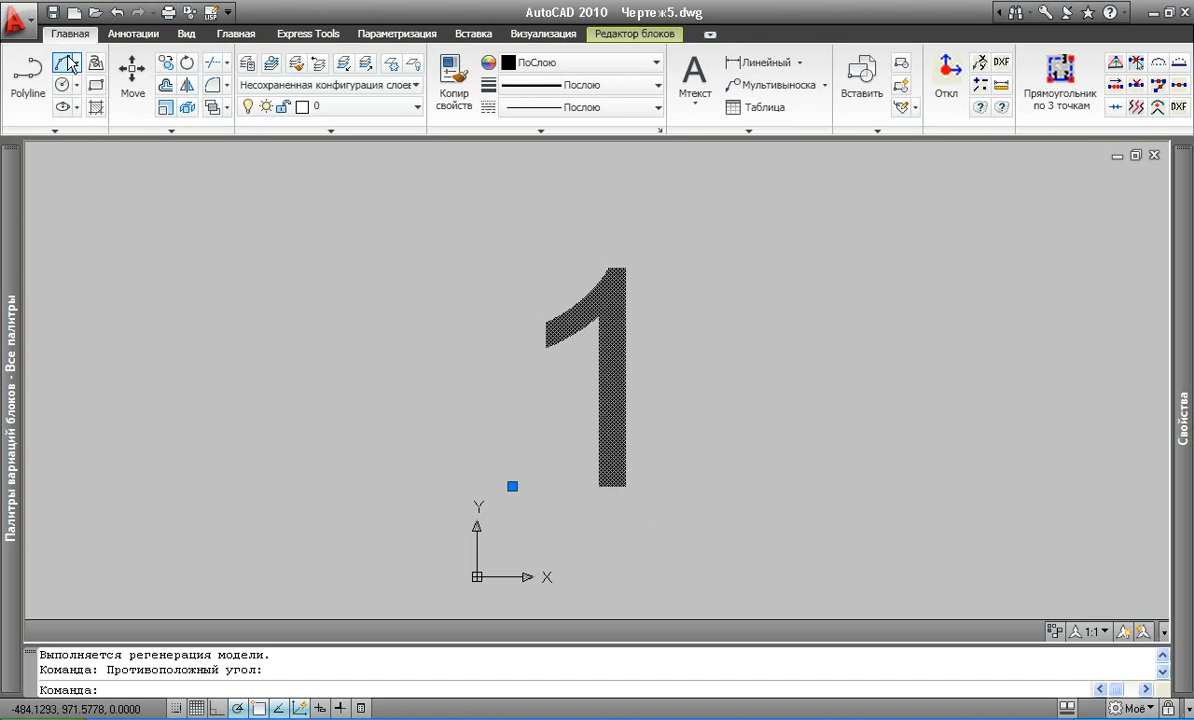 AutoCAD 2010 Чертеж5.dwg
Главная Аннотации Вид Главная Express Tools Параметризация Вставка Визуализация Редактор блоков
Polyline
Move
Несохраненная конфигурация слоев
0
Копир
свойств
ПоСлою
Послою
Послою
A
Мтекст
Линейный
Мультивыноска
Таблица
Вставить
Откл
DXF
Прямоугольник
по 3 точкам
DXF
Палитры вариаций блоков - Все палитры
Свойства
1
Y
X
1:1
Выполняется регенерация модели.
Команда: Противоположный угол:
Команда:
-484.1293, 971.5778, 0.0000
Моё